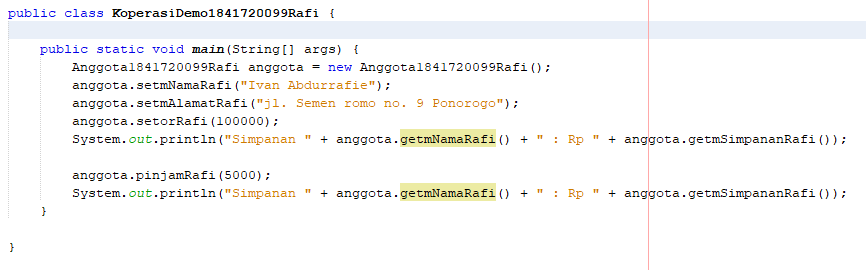 public class KoperasiDemo1841720099Rafi {
public static void main(String[] args) {
Anggota1841720099Rafi anggota = new Anggota1841720099Rafi();
anggota.setmNamaRafi("Ivan Abdurrafie");
anggota.setmAlamatRafi("jl. Semen romo no. 9 Ponorogo");
anggota.setorRafi(100000);
System.out.println("Simpanan " + anggota.getmNamaRafi() + " : Rp " + anggota.getmSimpananRafi());
anggota.pinjamRafi(5000);
System.out.println("Simpanan " + anggota.getmNamaRafi() + " : Rp " + anggota.getmSimpananRafi());
}
}